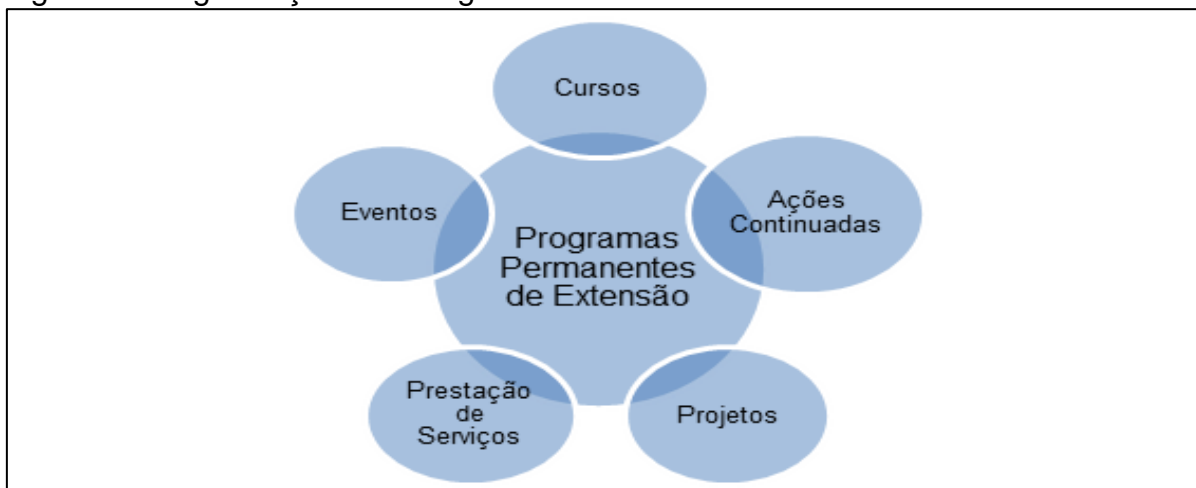 Cursos
Ações
Continuadas
Eventos
Programas
Permanentes
de Extensão
Prestação
de
Serviços
Projetos